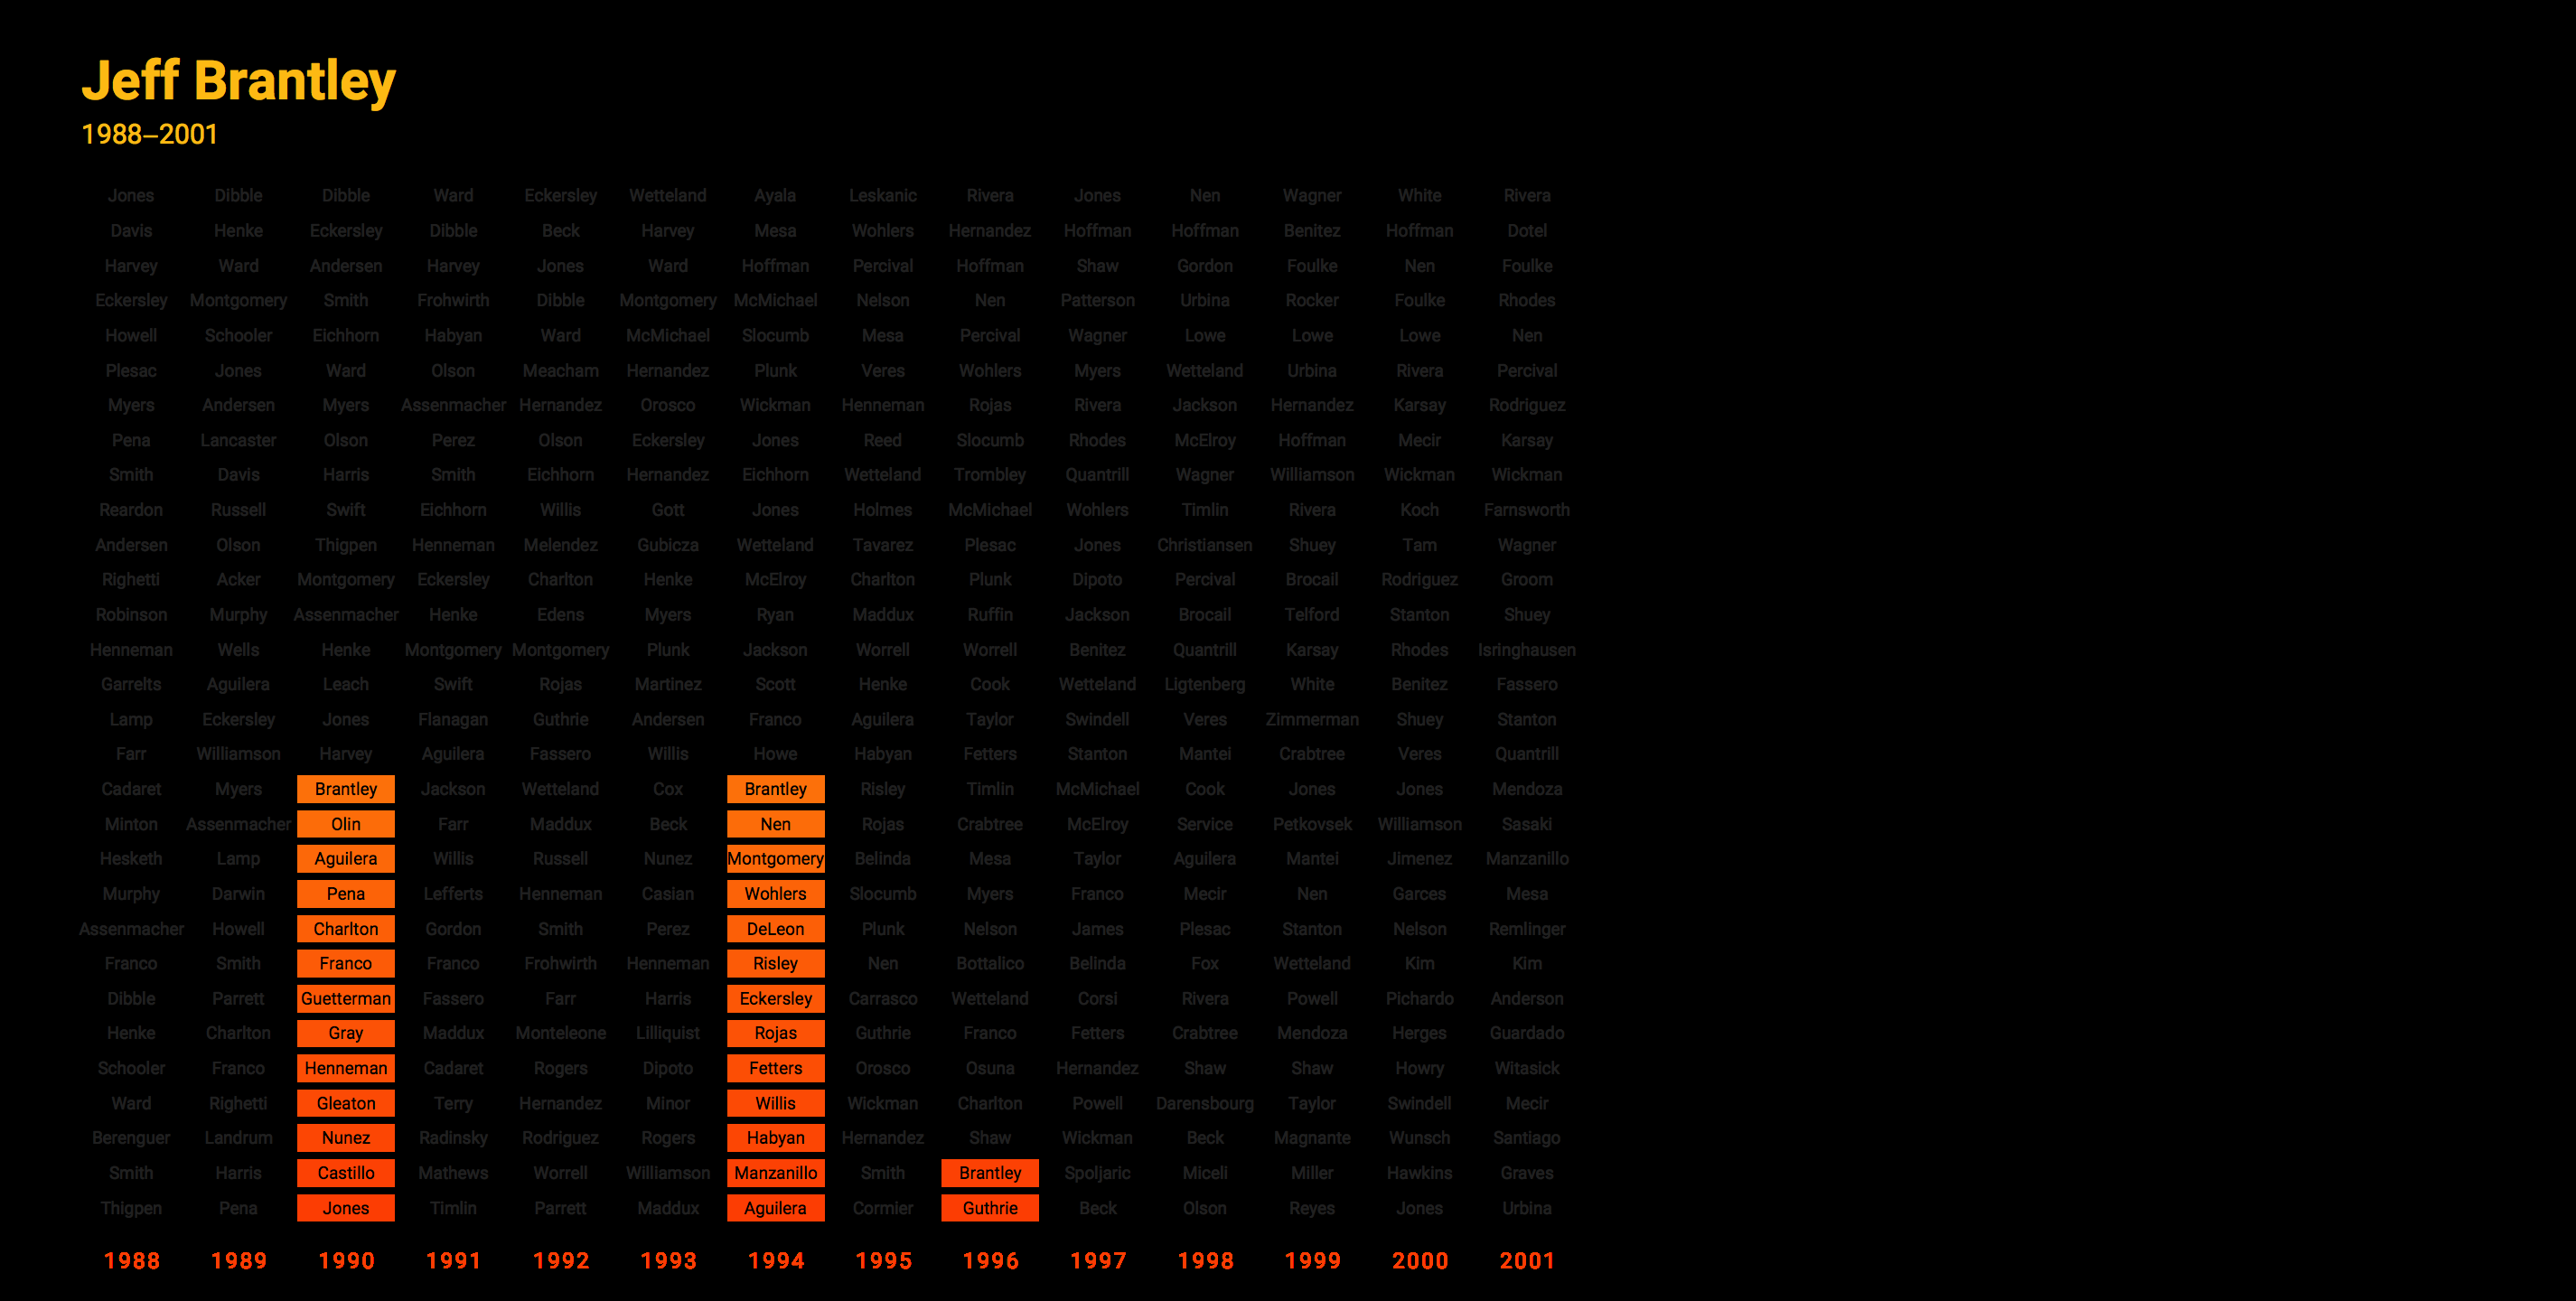 Jeff Brantley
1988–2001
Jones Dibble Dibble Ward Eckersley Wetteland Ayala Leskanic Rivera Jones Nen Wagner White Rivera
Davis Henke Eckersley Dibble Beck Harvey Mesa Wohlers Hernandez Hoffman Hoffman Benitez Hoffman Dotel
Harvey Ward Andersen Harvey Jones Ward Hoffman Percival Hoffman Shaw Gordon Foulke Nen Foulke
Eckersley Montgomery Smith Frohwirth Dibble Montgomery McMichael Nelson Nen Patterson Urbina Rocker Foulke Rhodes
Howell Schooler Eichhorn Habyan Ward McMichael Slocumb Mesa Percival Wagner Lowe Lowe Lowe Nen
Plesac Jones Ward Olson Meacham Hernandez Plunk Veres Wohlers Myers Wetteland Urbina Rivera Percival
Myers Andersen Myers Assenmacher Hernandez Orosco Wickman Henneman Rojas Rivera Jackson Hernandez Karsay Rodriguez
Pena Lancaster Olson Perez Olson Eckersley Jones Reed Slocumb Rhodes McElroy Hoffman Mecir Karsay
Smith Davis Harris Smith Eichhorn Hernandez Eichhorn Wetteland Trombley Quantrill Wagner Williamson Wickman Wickman
Reardon Russell Swift Eichhorn Willis Gott Jones Holmes McMichael Wohlers Timlin Rivera Koch Farnsworth
Andersen Olson Thigpen Henneman Melendez Gubicza Wetteland Tavarez Plesac Jones Christiansen Shuey Tam Wagner
Righetti Acker Montgomery Eckersley Charlton Henke McElroy Charlton Plunk Dipoto Percival Brocail Rodriguez Groom
Robinson Murphy Assenmacher Henke Edens Myers Ryan Maddux Ruffin Jackson Brocail Telford Stanton Shuey
Henneman Wells Henke Montgomery Montgomery Plunk Jackson Worrell Worrell Benitez Quantrill Karsay Rhodes Isringhausen
Garrelts Aguilera Leach Swift Rojas Martinez Scott Henke Cook Wetteland Ligtenberg White Benitez Fassero
Lamp Eckersley Jones Flanagan Guthrie Andersen Franco Aguilera Taylor Swindell Veres Zimmerman Shuey Stanton
Farr Williamson Harvey Aguilera Fassero Willis Howe Habyan Fetters Stanton Mantei Crabtree Veres Quantrill
Cadaret Myers Brantley Jackson Wetteland Cox Brantley Risley Timlin McMichael Cook Jones Jones Mendoza
Minton Assenmacher Olin Farr Maddux Beck Nen Rojas Crabtree McElroy Service Petkovsek Williamson Sasaki
Hesketh Lamp Aguilera Willis Russell Nunez Montgomery Belinda Mesa Taylor Aguilera Mantei Jimenez Manzanillo
Murphy Darwin Pena Lefferts Henneman Casian Wohlers Slocumb Myers Franco Mecir Nen Garces Mesa
Assenmacher Howell Charlton Gordon Smith Perez DeLeon Plunk Nelson James Plesac Stanton Nelson Remlinger
Franco Smith Franco Franco Frohwirth Henneman Risley Nen Bottalico Belinda Fox Wetteland Kim Kim
Dibble Parrett Guetterman Fassero Farr Harris Eckersley Carrasco Wetteland Corsi Rivera Powell Pichardo Anderson
Henke Charlton Gray Maddux Monteleone Lilliquist Rojas Guthrie Franco Fetters Crabtree Mendoza Herges Guardado
Schooler Franco Henneman Cadaret Rogers Dipoto Fetters Orosco Osuna Hernandez Shaw Shaw Howry Witasick
Ward Righetti Gleaton Terry Hernandez Minor Willis Wickman Charlton Powell Darensbourg Taylor Swindell Mecir
Berenguer Landrum Nunez Radinsky Rodriguez Rogers Habyan Hernandez Shaw Wickman Beck Magnante Wunsch Santiago
Smith Harris Castillo Mathews Worrell Williamson Manzanillo Smith Brantley Spoljaric Miceli Miller Hawkins Graves
Thigpen Pena Jones Timlin Parrett Maddux Aguilera Cormier Guthrie Beck Olson Reyes Jones Urbina
1988 1989 1990 1991 1992 1993 1994 1995 1996 1997 1998 1999 2000 2001